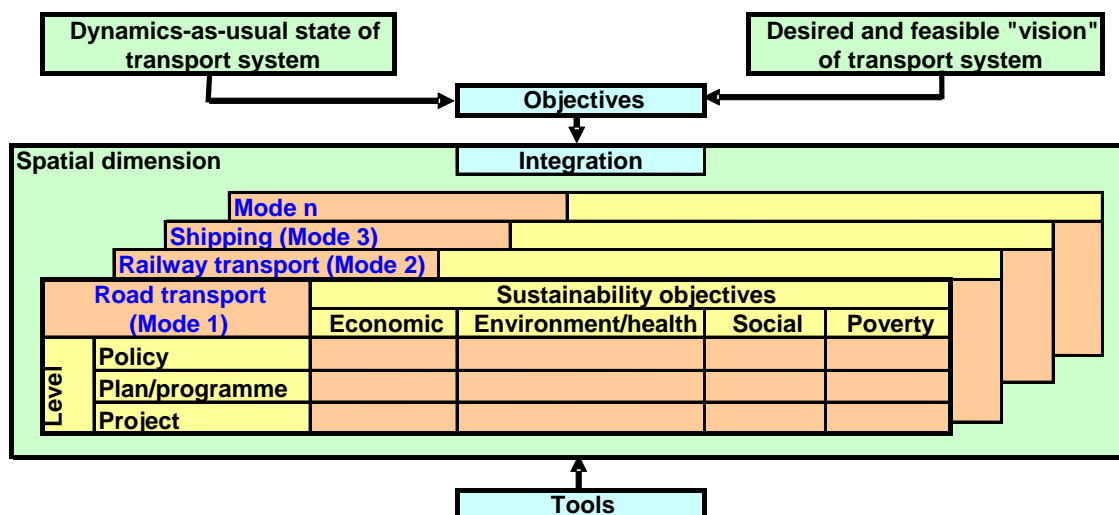 Dynamics-as-usual state of
transport system
Desired and feasible "vision"
of transport system
Objectives
Spatial dimension
Integration
Mode n
Shipping (Mode 3)
Railway transport (Mode 2)
Road transport
(Mode 1)
Sustainability objectives
Economic
Environment/health
Social
Poverty
Level
Policy
Plan/programme
Project
Tools